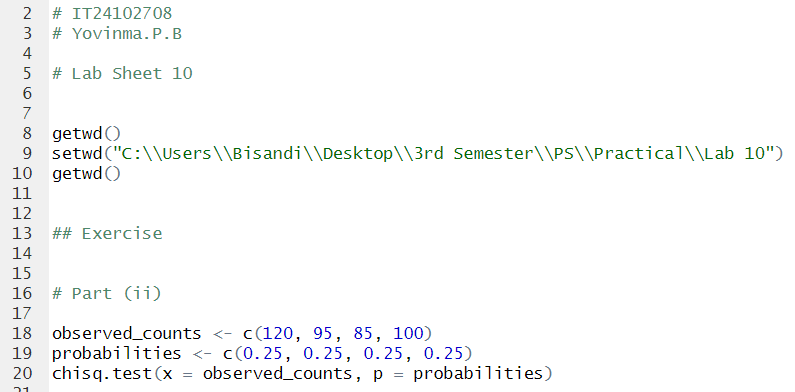 2 # IT24102708
3 # Yovinma.P.B
4
5 # Lab Sheet 10
6
7
8 getwd()
9 setwd("C:\\Users\\Bisandi\\Desktop\\3rd Semester\\PS\\Practical\\Lab 10")
10 getwd()
11
12
13 ## Exercise
14
15
16 # Part (ii)
17
18 observed_counts <- c(120, 95, 85, 100)
19 probabilities <- c(0.25, 0.25, 0.25, 0.25)
20 chisq.test(x = observed_counts, p = probabilities)